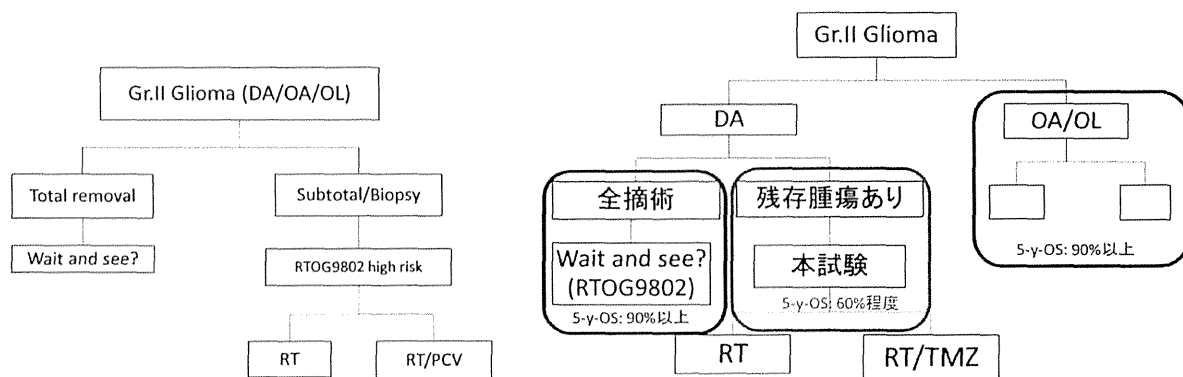 Gr.II Glioma (DA/OA/OL)
Total removal
Subtotal/Biopsy
Wait and see?
RTOG9802 high risk
RT
RT/PCV
Gr.II Glioma
DA
OA/OL
全摘術
残存腫瘍あり
Wait and see?
(RTOG9802)
本試験
5-y-OS: 90%以上
5-y-OS: 60%程度
5-y-OS: 90%以上
RT
RT/TMZ